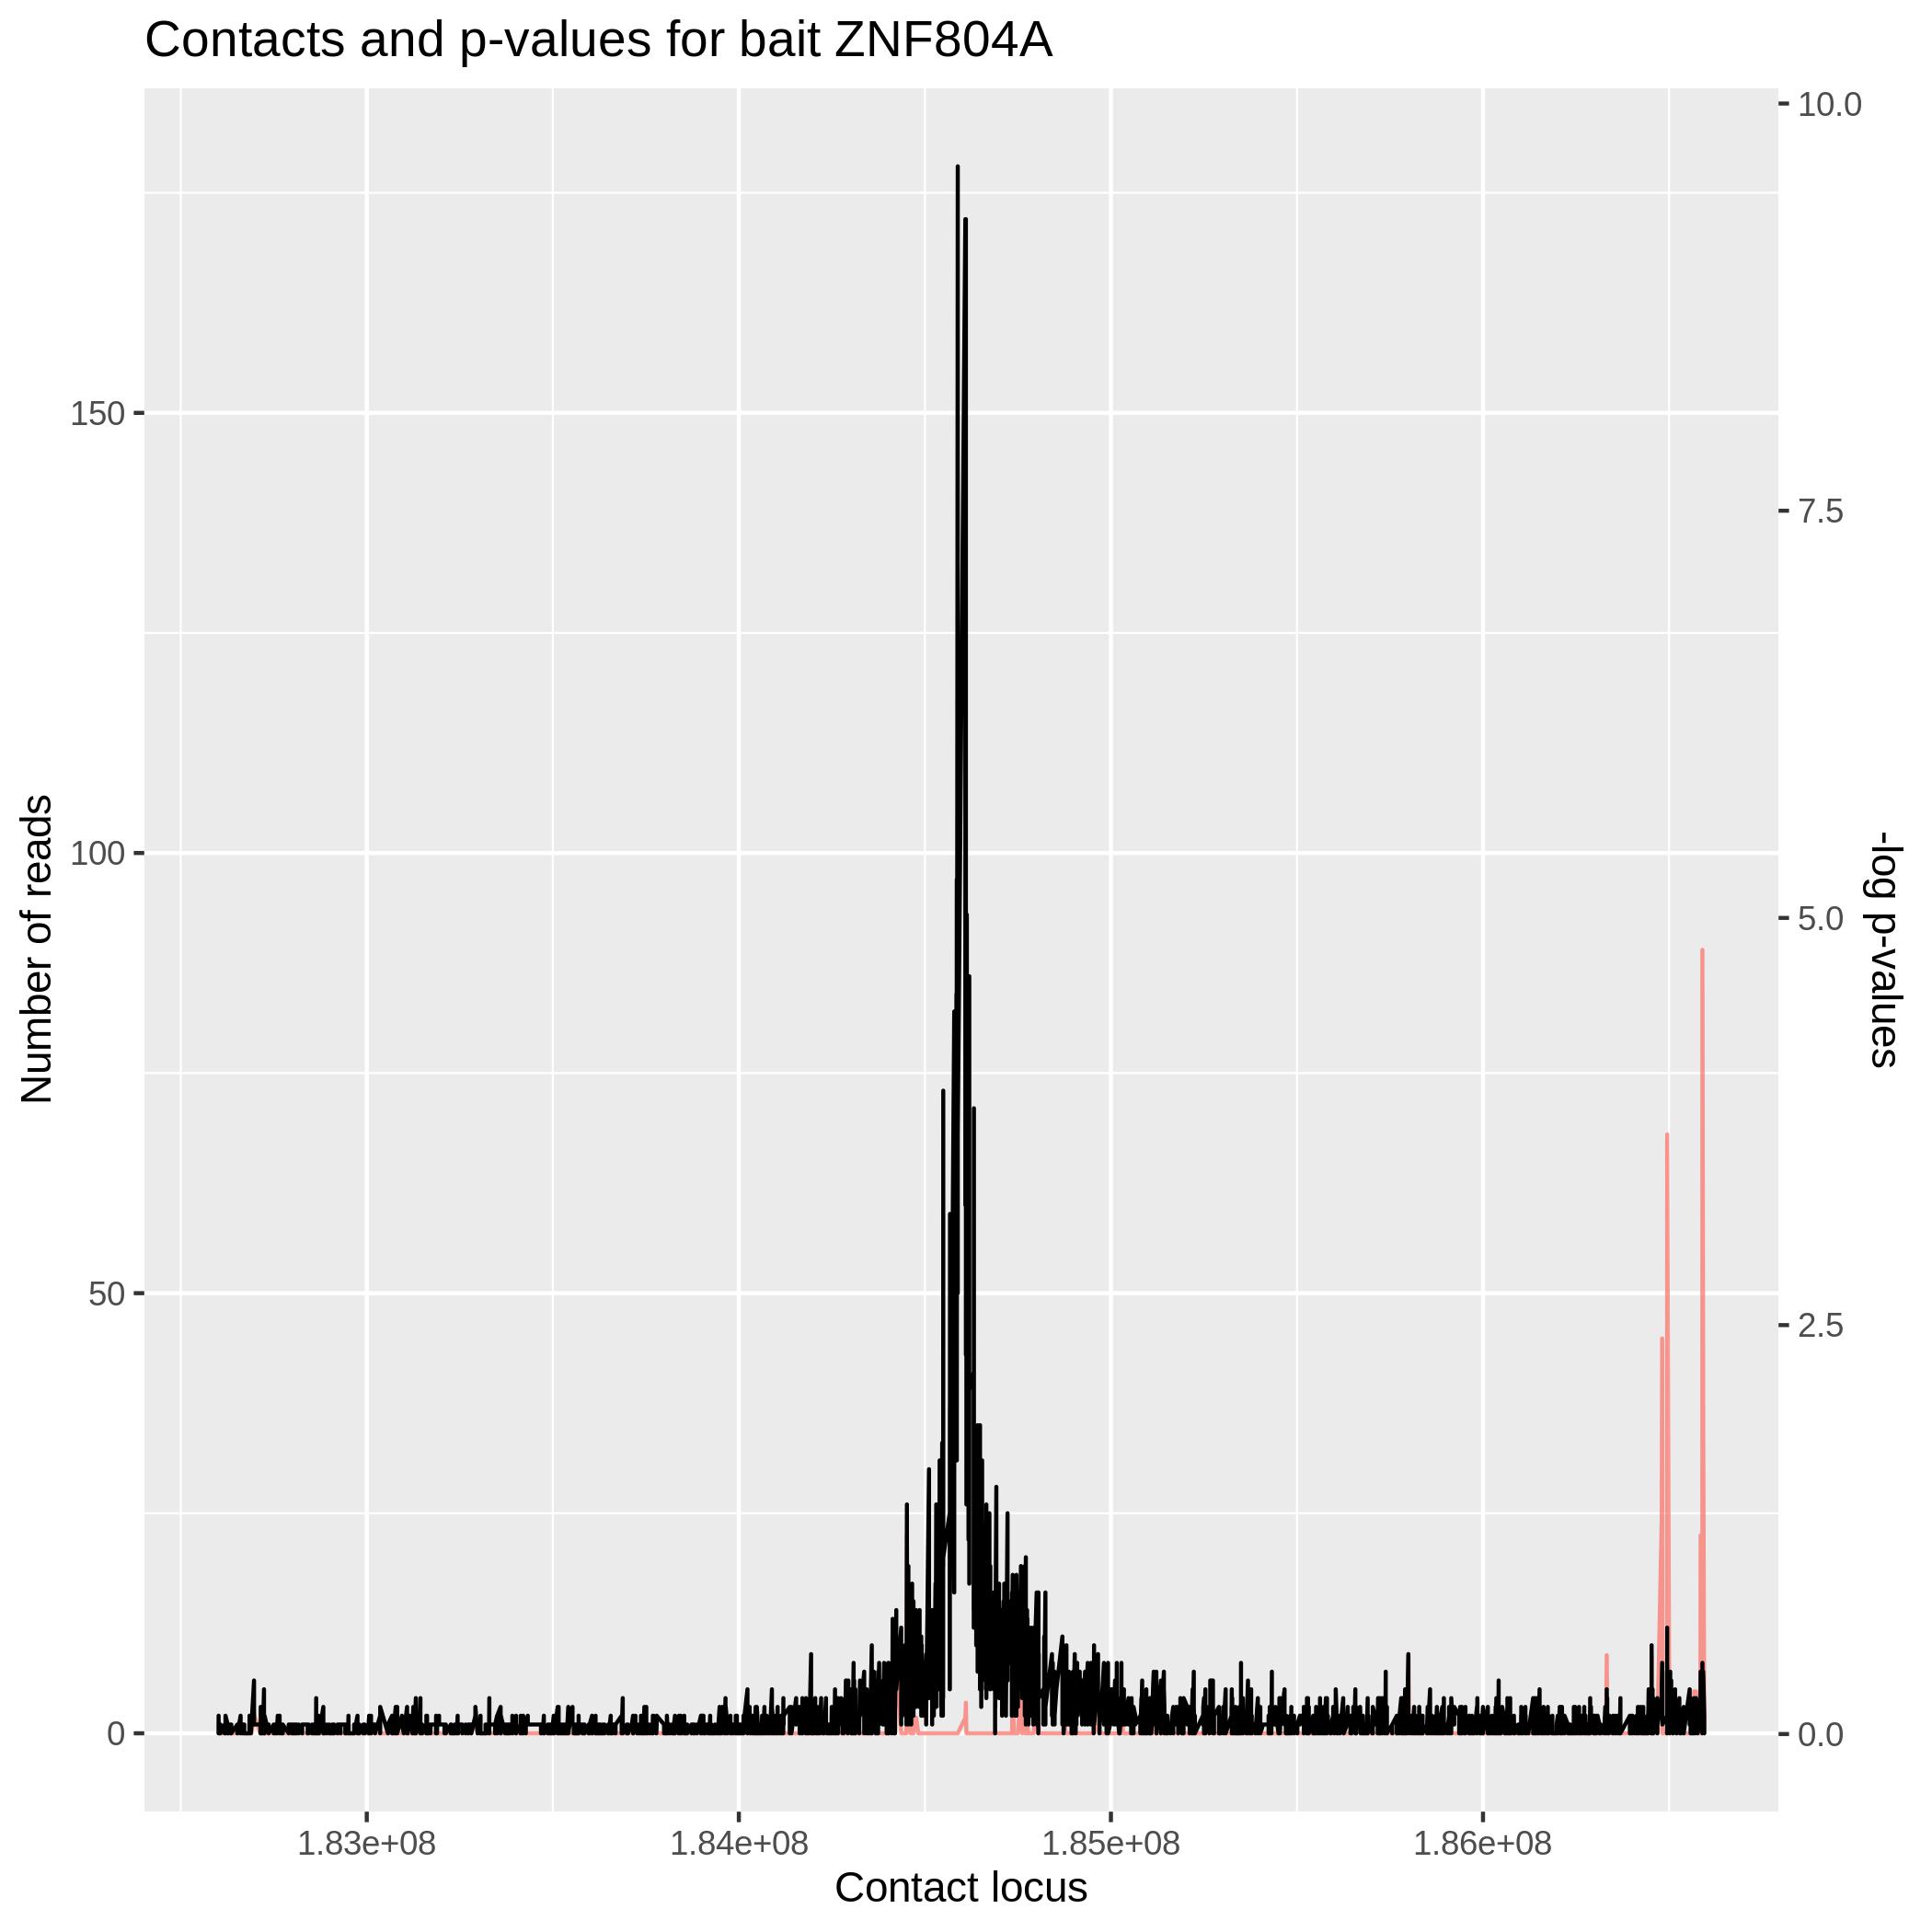 Contacts and p-values for bait ZNF804A
Number of reads
150
100
50
0
10.0
7.5
5.0
2.5
0.0
-log p-values
1.83e+08
1.84e+08
1.85e+08
1.86e+08
Contact locus